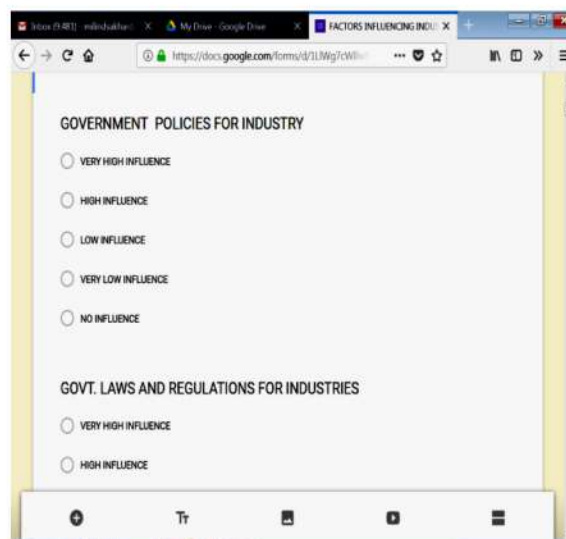 My Drive - Google Drive
FACTORS INFLUENCING INDU
https://docs.google.com/forms/d/
GOVERNMENT POLICIES FOR INDUSTRY
VERY HIGH INFLUENCE
HIGH INFLUENCE
LOW INFLUENCE
VERY LOW INFLUENCE
NO INFLUENCE
GOVT. LAWS AND REGULATIONS FOR INDUSTRIES
VERY HIGH INFLUENCE
HIGH INFLUENCE
Tт